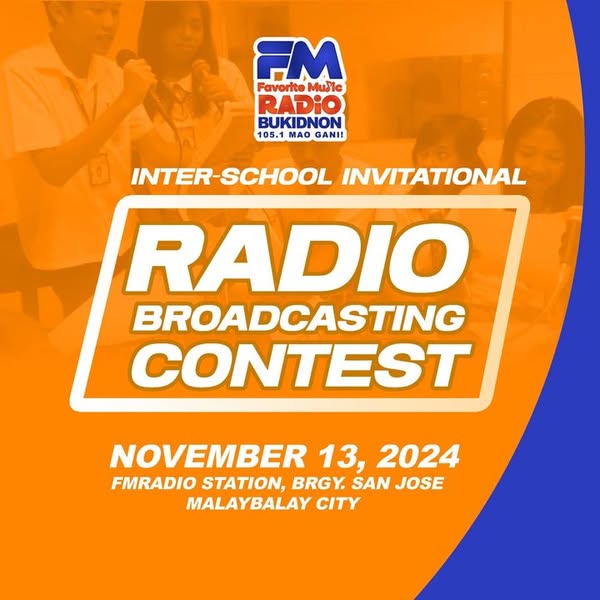 FM
Favorite Music
RADiO
BUKIDNON
105.1 MAO GANI!
INTER-SCHOOL INVITATIONAL
RADIO
BROADCASTING
CONTEST
NOVEMBER 13, 2024
FMRADIO STATION, BRGY. SAN JOSE
MALAYBALAY CITY